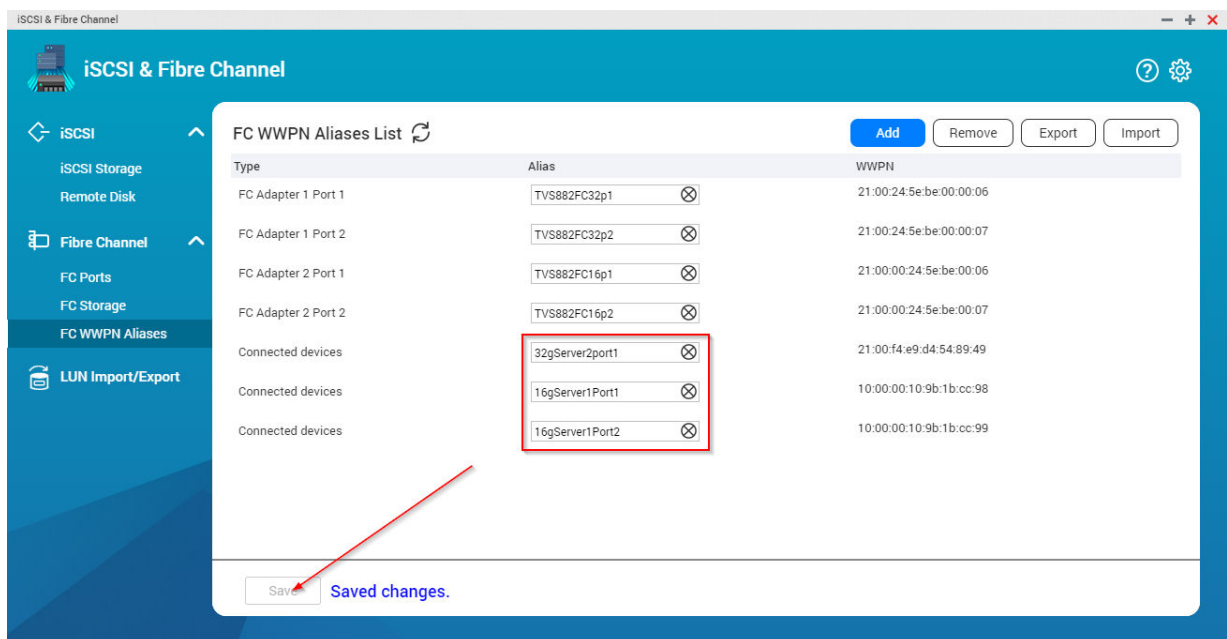 iSCSI & Fibre Channel
iSCSI & Fibre Channel
iSCSI
iSCSI Storage
Remote Disk
Fibre Channel
FC Ports
FC Storage
FC WWPN Aliases
LUN Import/Export
FC WWPN Aliases List
Add Remove Export Import
Type Alias WWPN
FC Adapter 1 Port 1 TVS882FC32p1 21:00:24:5e:be:00:00:06
FC Adapter 1 Port 2 TVS882FC32p2 21:00:24:5e:be:00:00:07
FC Adapter 2 Port 1 TVS882FC16p1 21:00:00:24:5e:be:00:06
FC Adapter 2 Port 2 TVS882FC16p2 21:00:00:24:5e:be:00:07
Connected devices 32gServer2port1 21:00:f4:e9:d4:54:89:49
Connected devices 16gServer1Port1 10:00:00:10:9b:1b:cc:98
Connected devices 16gServer1Port2 10:00:00:10:9b:1b:cc:99
Save Saved changes.